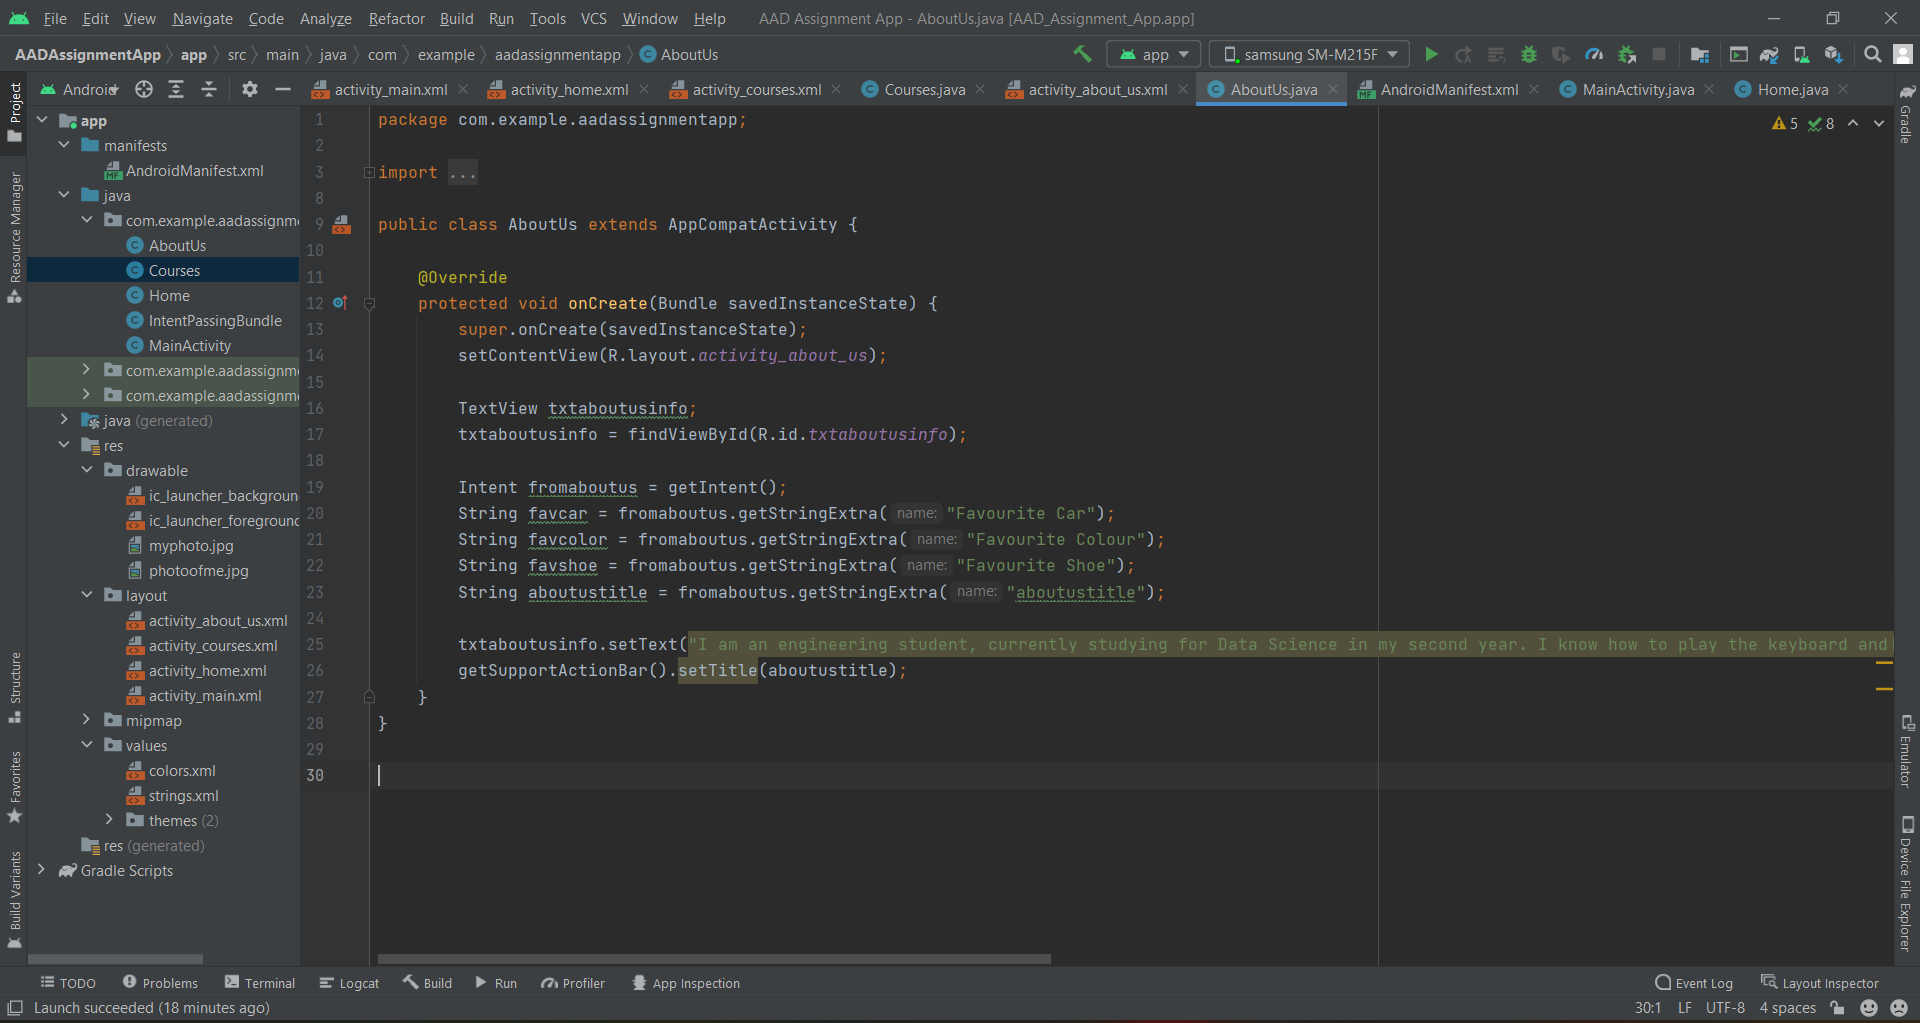 File Edit View Navigate Code Analyze Refactor Build Run Tools VCS Window Help AAD Assignment App - AboutUs.java [AAD_Assignment_App.app]
AADAssignmentApp app src main java com example aadassignmentapp AboutUs app samsung SM-M215F
Android activity_main.xml activity_home.xml activity_courses.xml Courses.java activity_about_us.xml AboutUs.java AndroidManifest.xml MainActivity.java Home.java
Project
Resource Manager
Structure
Favorites
Build Variants
app
manifests
AndroidManifest.xml
java
com.example.aadassignm
AboutUs
Courses
Home
IntentPassingBundle
MainActivity
com.example.aadassignm
com.example.aadassignm
java (generated)
res
drawable
ic_launcher_backgroun
ic_launcher_foreground
myphoto.jpg
photoofme.jpg
layout
activity_about_us.xml
activity_courses.xml
activity_home.xml
activity_main.xml
mipmap
values
colors.xml
strings.xml
themes (2)
res (generated)
Gradle Scripts
1 package com.example.aadassignmentapp;
2
3 import ...
8
9 public class AboutUs extends AppCompatActivity {
10
11 @Override
12 protected void onCreate(Bundle savedInstanceState) {
13 super.onCreate(savedInstanceState);
14 setContentView(R.layout.activity_about_us);
15
16 TextView txtaboutusinfo;
17 txtaboutusinfo = findViewById(R.id.txtaboutusinfo);
18
19 Intent fromaboutus = getIntent();
20 String favcar = fromaboutus.getStringExtra( name: "Favourite Car");
21 String favcolor = fromaboutus.getStringExtra( name: "Favourite Colour");
22 String favshoe = fromaboutus.getStringExtra( name: "Favourite Shoe");
23 String aboutustitle = fromaboutus.getStringExtra( name: "aboutustitle");
24
25 txtaboutusinfo.setText("I am an engineering student, currently studying for Data Science in my second year. I know how to play the keyboard and
26 getSupportActionBar().setTitle(aboutustitle);
27 }
28 }
29
30
5 8
Gradle
Emulator
Device File Explorer
TODO Problems Terminal Logcat Build Run Profiler App Inspection Event Log Layout Inspector
Launch succeeded (18 minutes ago) 30:1 LF UTF-8 4 spaces